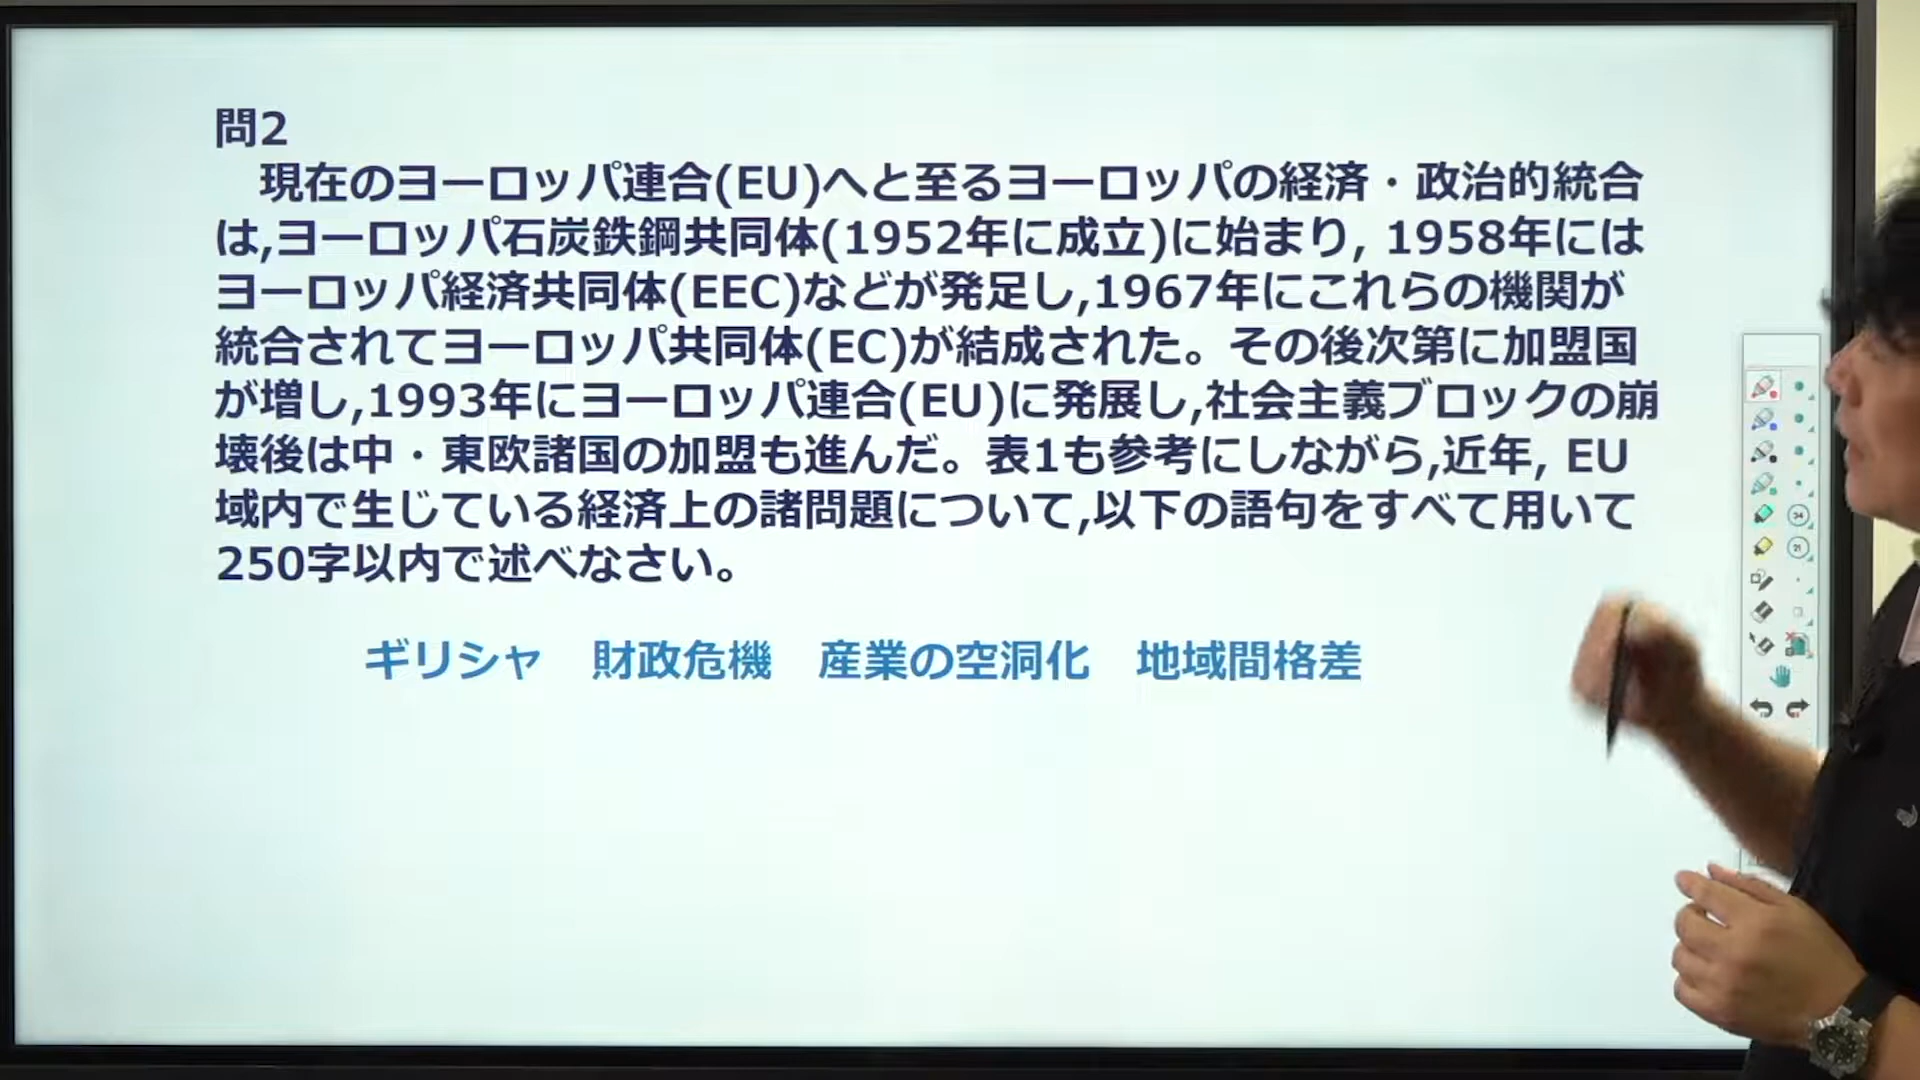 問2
現在のヨーロッパ連合(EU)へと至るヨーロッパの経済・政治的統合
は,ヨーロッパ石炭鉄鋼共同体(1952年に成立)に始まり, 1958年には
ヨーロッパ経済共同体(EEC)などが発足し,1967年にこれらの機関が
統合されてヨーロッパ共同体(EC)が結成された。その後次第に加盟国
が増し,1993年にヨーロッパ連合(EU)に発展し,社会主義ブロックの崩
壊後は中・東欧諸国の加盟も進んだ。表1も参考にしながら,近年, EU
域内で生じている経済上の諸問題について,以下の語句をすべて用いて
250字以内で述べなさい。
ギリシャ 財政危機 産業の空洞化 地域間格差